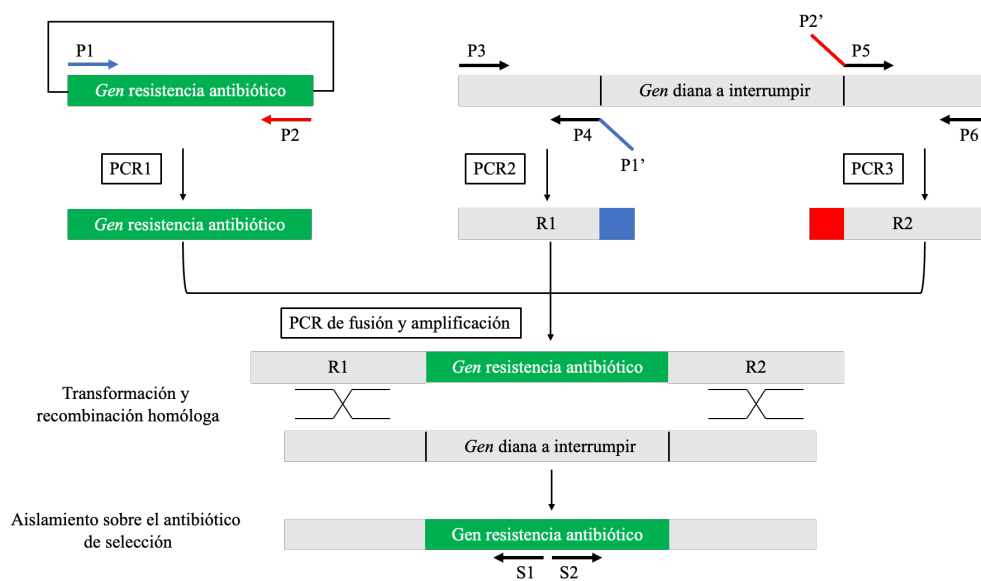 P1
Gen resistencia antibiótico
P2
P3
P2’
P5
Gen diana a interrumpir
P4
P1’
P6
PCR1
PCR2
PCR3
Gen resistencia antibiótico
R1
R2
PCR de fusión y amplificación
R1
Gen resistencia antibiótico
R2
Transformación y
recombinación homóloga
Gen diana a interrumpir
Aislamiento sobre el antibiótico
de selección
Gen resistencia antibiótico
S1
S2